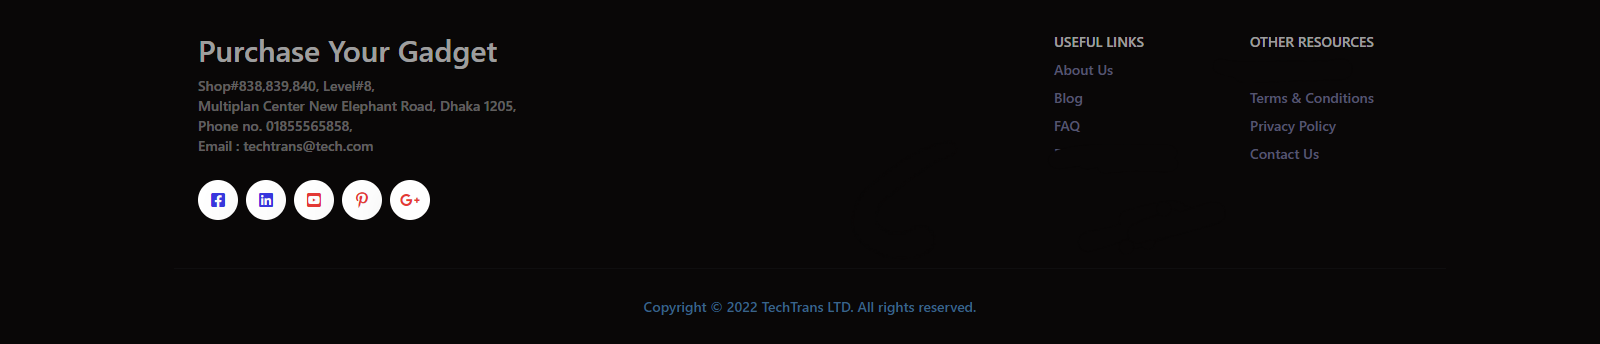 Purchase Your Gadget
Shop#838,839,840, Level#8,
Multiplan Center New Elephant Road, Dhaka 1205,
Phone no. 01855565858,
Email : techtrans@tech.com
USEFUL LINKS
About Us
Blog
FAQ
OTHER RESOURCES
Terms & Conditions
Privacy Policy
Contact Us
Copyright © 2022 TechTrans LTD. All rights reserved.